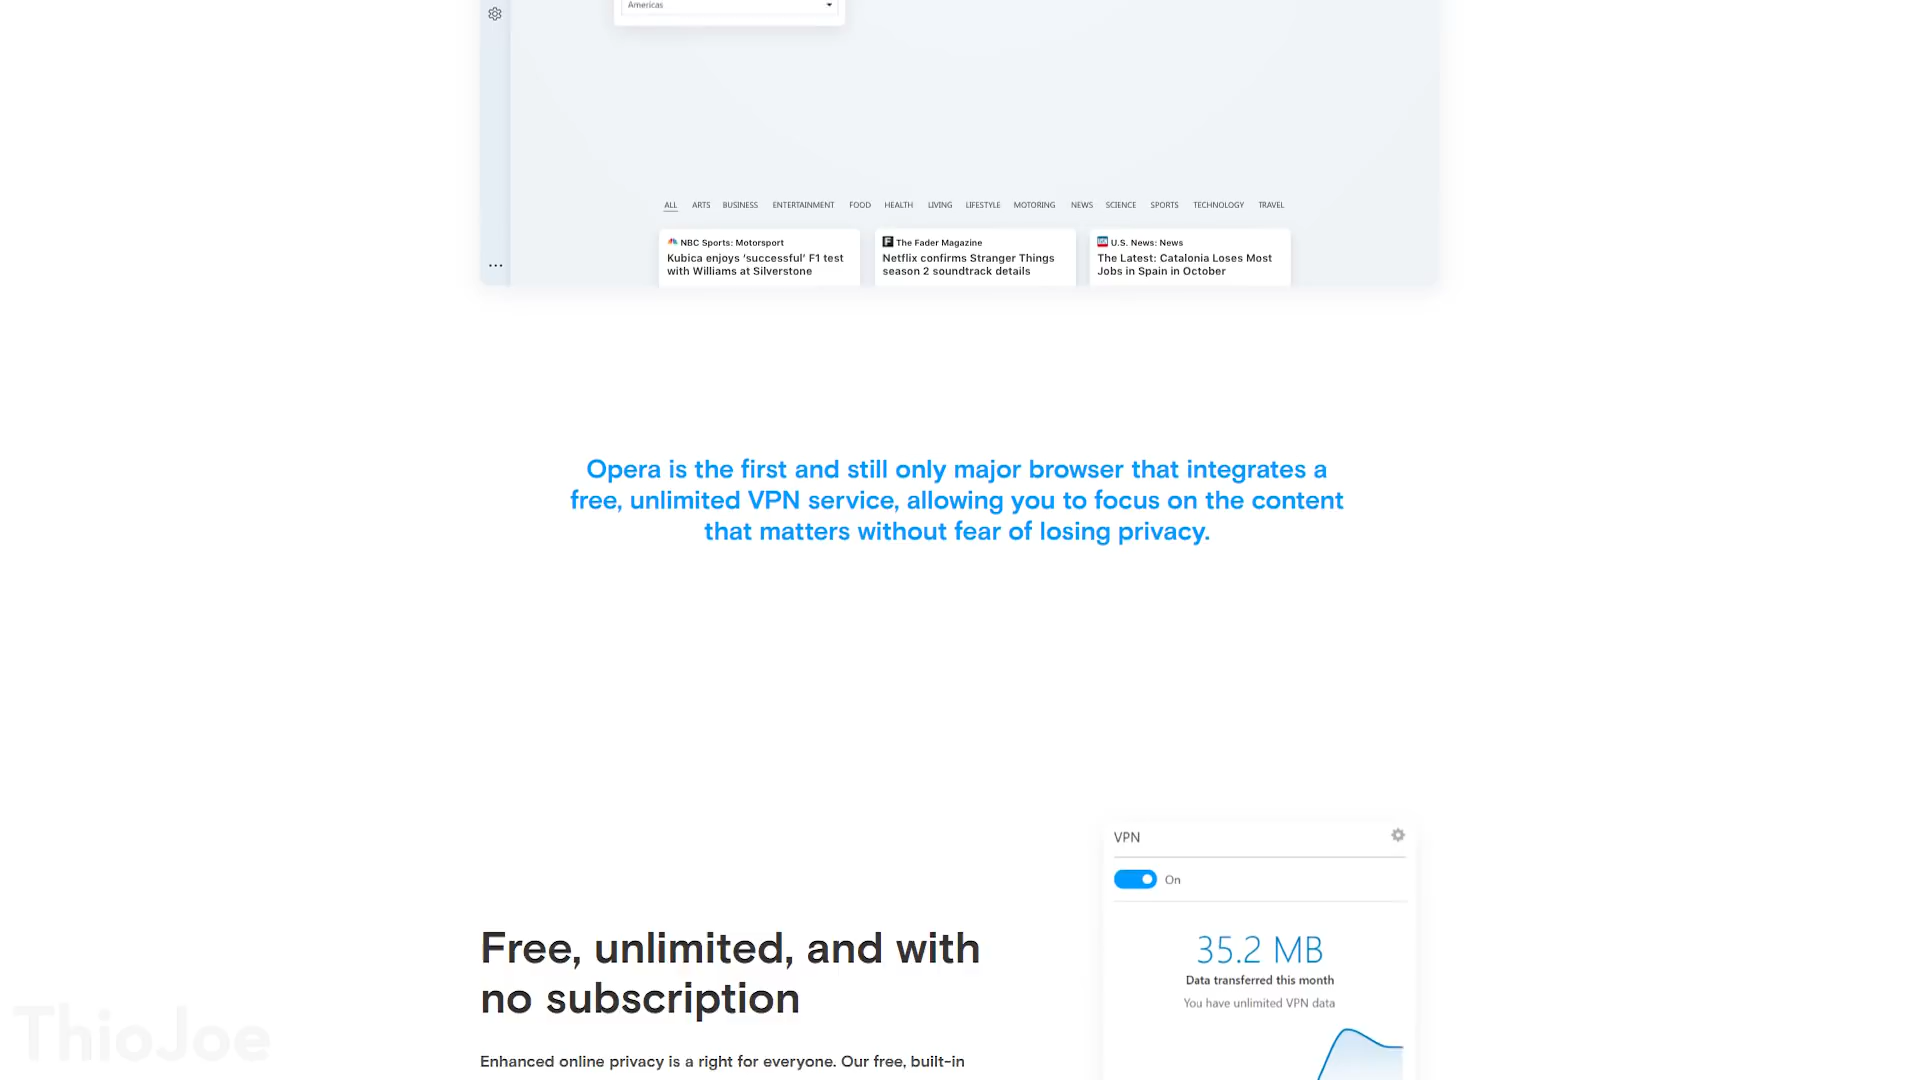 Americas
ALL ARTS BUSINESS ENTERTAINMENT FOOD HEALTH LIVING LIFESTYLE MOTORING NEWS SCIENCE SPORTS TECHNOLOGY TRAVEL
NBC Sports: Motorsport
Kubica enjoys ‘successful’ F1 test
with Williams at Silverstone
The Fader Magazine
Netflix confirms Stranger Things
season 2 soundtrack details
U.S. News: News
The Latest: Catalonia Loses Most
Jobs in Spain in October
Opera is the first and still only major browser that integrates a
free, unlimited VPN service, allowing you to focus on the content
that matters without fear of losing privacy.
VPN
On
35.2 MB
Data transferred this month
You have unlimited VPN data
Free, unlimited, and with
no subscription
Enhanced online privacy is a right for everyone. Our free, built-in
ThioJoe